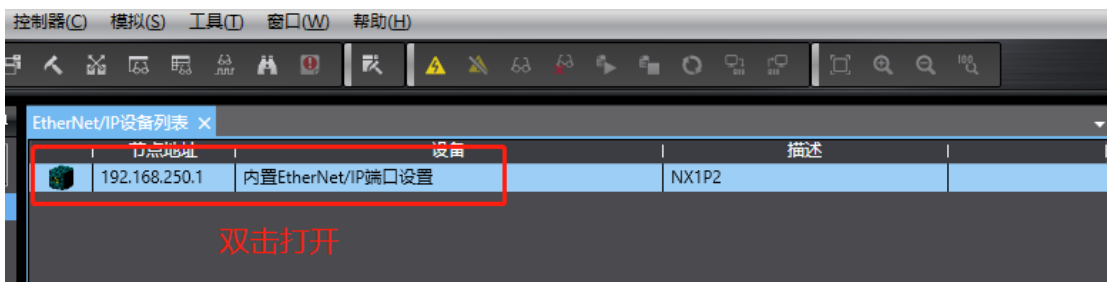 控制器(C) 模拟(S) 工具(T) 窗口(W) 帮助(H)
EtherNet/IP设备列表
节点地址 设备 描述
192.168.250.1 内置EtherNet/IP端口设置 NX1P2
双击打开